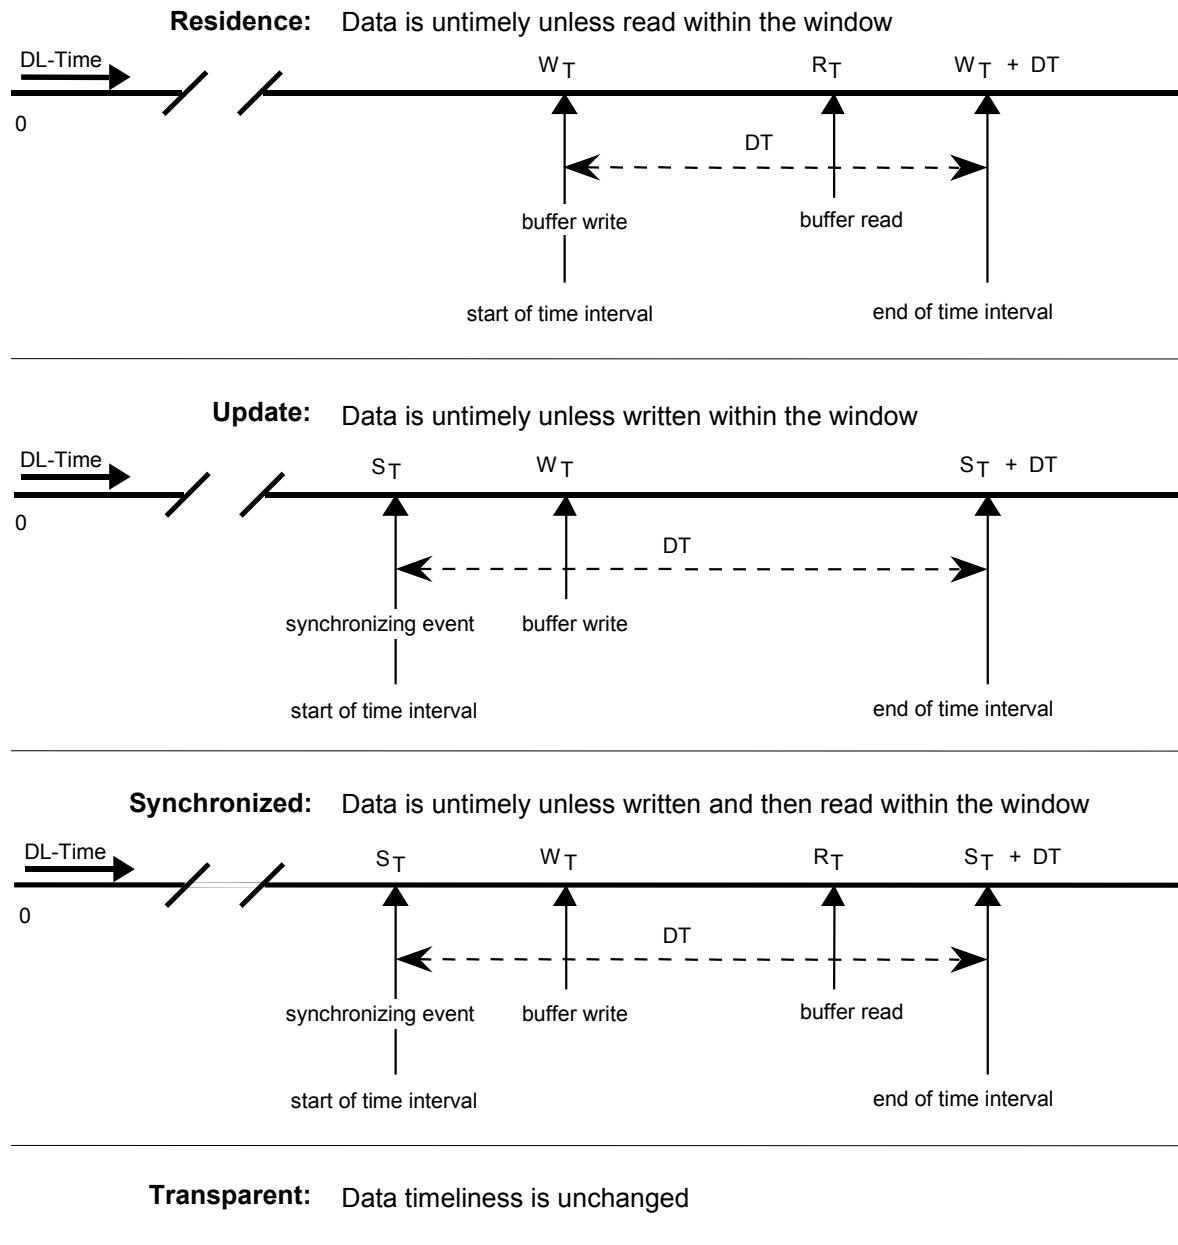 Residence: Data is untimely unless read within the window
DL-Time
W T R T W T + DT
0
DT
buffer write buffer read
start of time interval end of time interval
Update: Data is untimely unless written within the window
DL-Time
S T W T S T + DT
0
DT
synchronizing event buffer write
start of time interval end of time interval
Synchronized: Data is untimely unless written and then read within the window
DL-Time
S T W T R T S T + DT
0
DT
synchronizing event buffer write buffer read
start of time interval end of time interval
Transparent: Data timeliness is unchanged